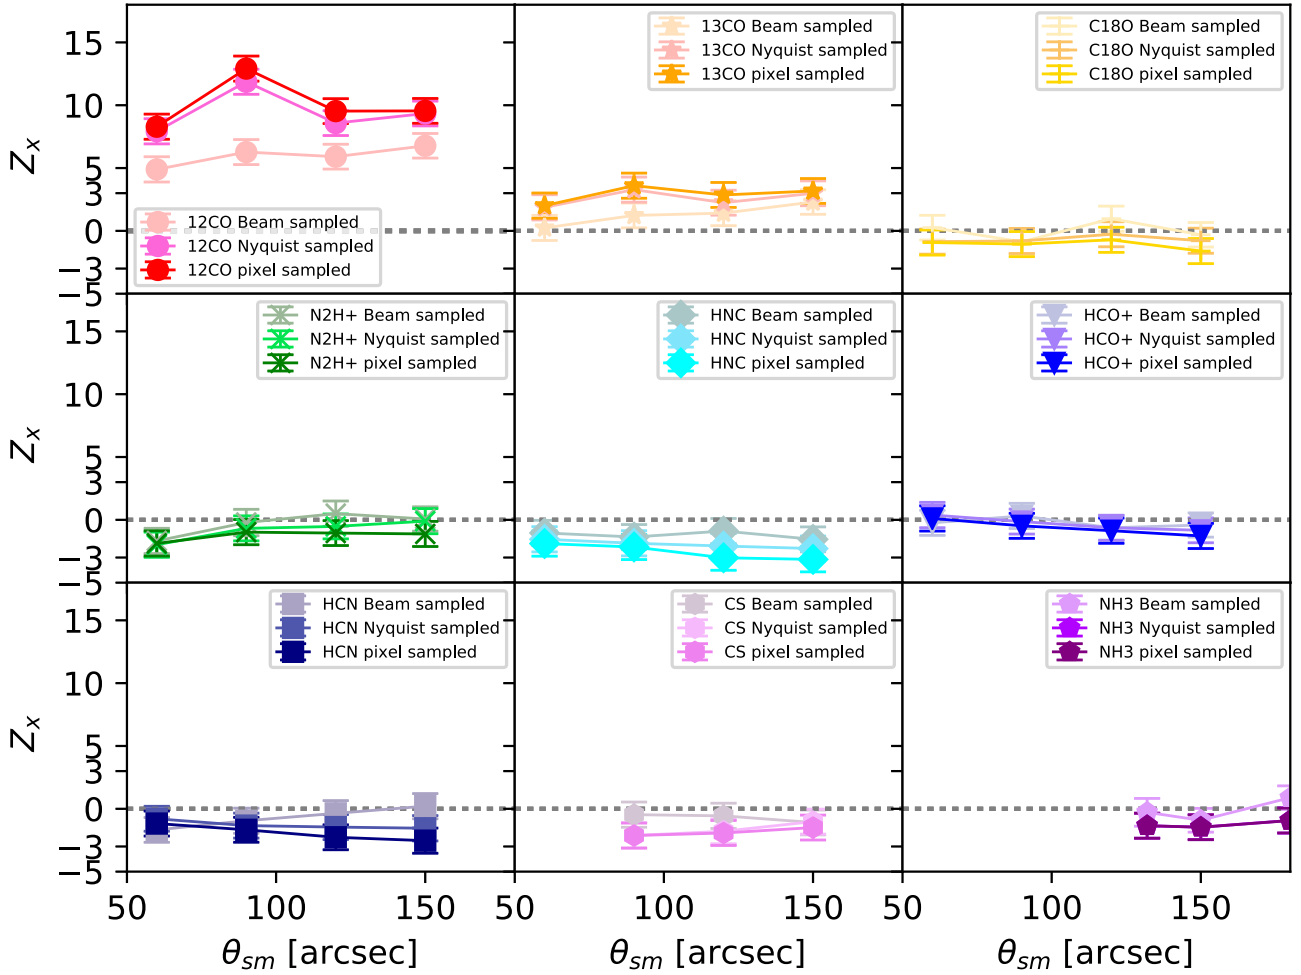 15
10
5
3
0
−3
−5
Z_x
12CO Beam sampled
12CO Nyquist sampled
12CO pixel sampled
13CO Beam sampled
13CO Nyquist sampled
13CO pixel sampled
C18O Beam sampled
C18O Nyquist sampled
C18O pixel sampled
15
10
5
3
0
−3
−5
Z_x
N2H+ Beam sampled
N2H+ Nyquist sampled
N2H+ pixel sampled
HNC Beam sampled
HNC Nyquist sampled
HNC pixel sampled
HCO+ Beam sampled
HCO+ Nyquist sampled
HCO+ pixel sampled
15
10
5
3
0
−3
−5
Z_x
HCN Beam sampled
HCN Nyquist sampled
HCN pixel sampled
CS Beam sampled
CS Nyquist sampled
CS pixel sampled
NH3 Beam sampled
NH3 Nyquist sampled
NH3 pixel sampled
50 100 150 50 100 150 50 100 150
θ_sm [arcsec] θ_sm [arcsec] θ_sm [arcsec]